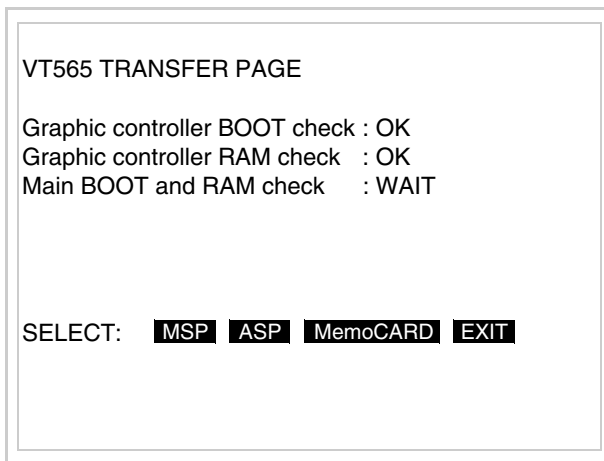 VT565 TRANSFER PAGE
Graphic controller BOOT check : OK
Graphic controller RAM check : OK
Main BOOT and RAM check : WAIT
SELECT: MSP ASP MemoCARD EXIT